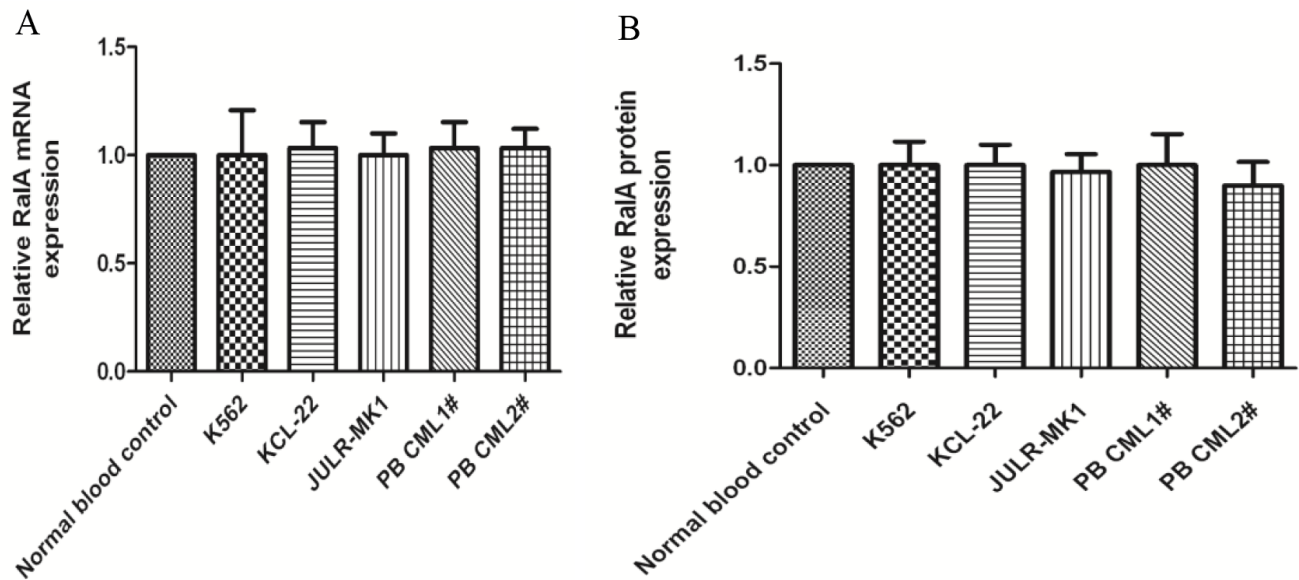 A
Relative RalA mRNA
expression
1.5
1.0
0.5
0.0
Normal blood control
K562
KCL-22
JULR-MK1
PB CML1#
PB CML2#
B
Relative RalA protein
expression
1.5
1.0
0.5
0.0
Normal blood control
K562
KCL-22
JULR-MK1
PB CML1#
PB CML2#